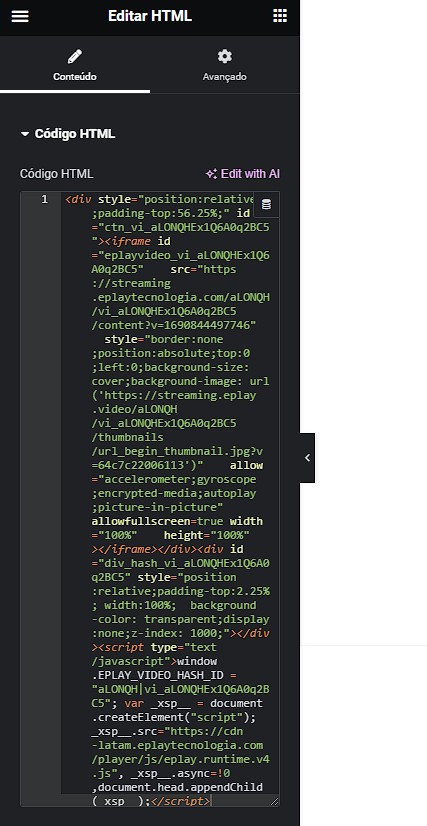 Editar HTML
Conteúdo
Avançado
Código HTML
Código HTML
Edit with AI
1
<div style="position:relative
;padding-top:56.25%;" id
="ctn_vi_aLONQHEx1Q6A0q2BC5
"><iframe id
="eplayvideo_vi_aLONQHEx1Q6
A0q2BC5"    src="https
://streaming
.eplaytecnologia.com/aLONQH
/vi_aLONQHEx1Q6A0q2BC5
/content?v=1690844497746"
  style="border:none
;position:absolute;top:0
;left:0;background-size:
cover;background-image: url
('https://streaming.eplay
.video/aLONQH
/vi_aLONQHEx1Q6A0q2BC5
/thumbnails
/url_begin_thumbnail.jpg?v
=64c7c22006113')"    allow
="accelerometer;gyroscope
;encrypted-media;autoplay
;picture-in-picture"
allowfullscreen=true width
="100%"    height="100%"
></iframe></div><div id
="div_hash_vi_aLONQHEx1Q6A0
q2BC5" style="position
:relative;padding-top:2.25%
; width:100%;  background
-color: transparent;display
:none;z-index: 1000;"></div
><script type="text
/javascript">window
.EPLAY_VIDEO_HASH_ID =
"aLONQH|vi_aLONQHEx1Q6A0q2B
C5"; var _xsp__ = document
.createElement("script");
_xsp__.src="https://cdn
-latam.eplaytecnologia.com
/player/js/eplay.runtime.v4
.js", _xsp__.async=!0
,document.head.appendChild
(_xsp__);</script>